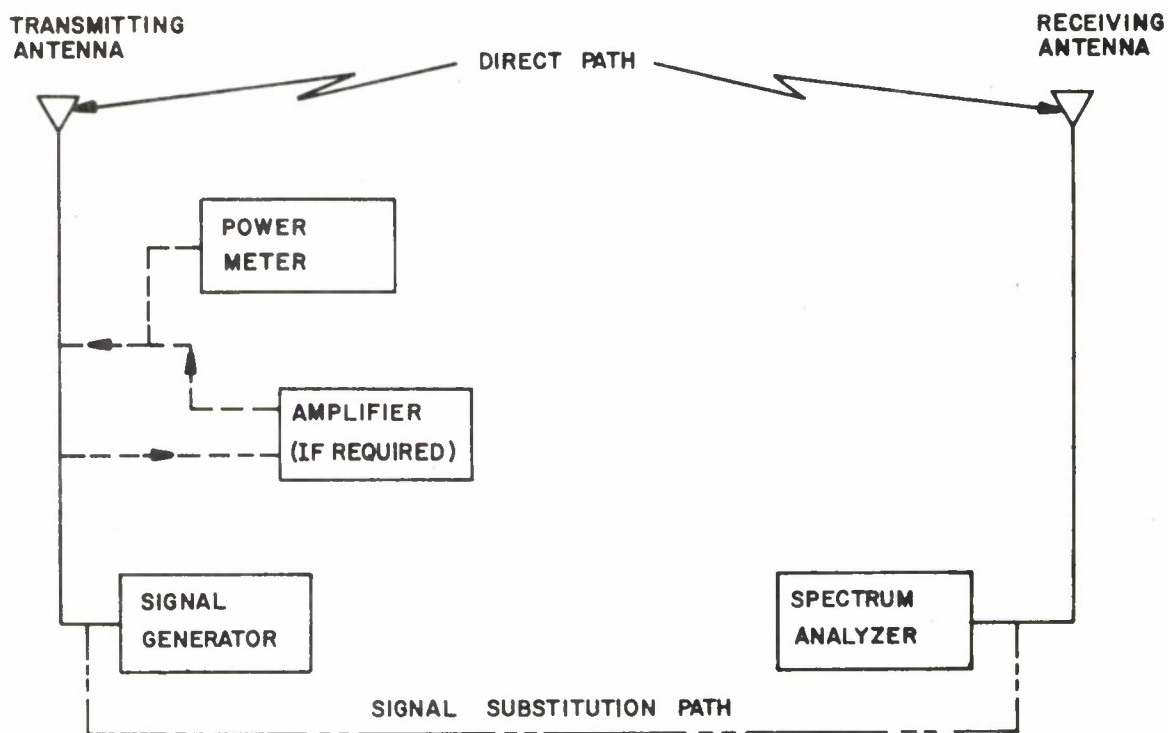 TRANSMITTING
ANTENNA
RECEIVING
ANTENNA
DIRECT PATH
POWER
METER
AMPLIFIER
(IF REQUIRED)
SIGNAL
GENERATOR
SPECTRUM
ANALYZER
SIGNAL SUBSTITUTION PATH